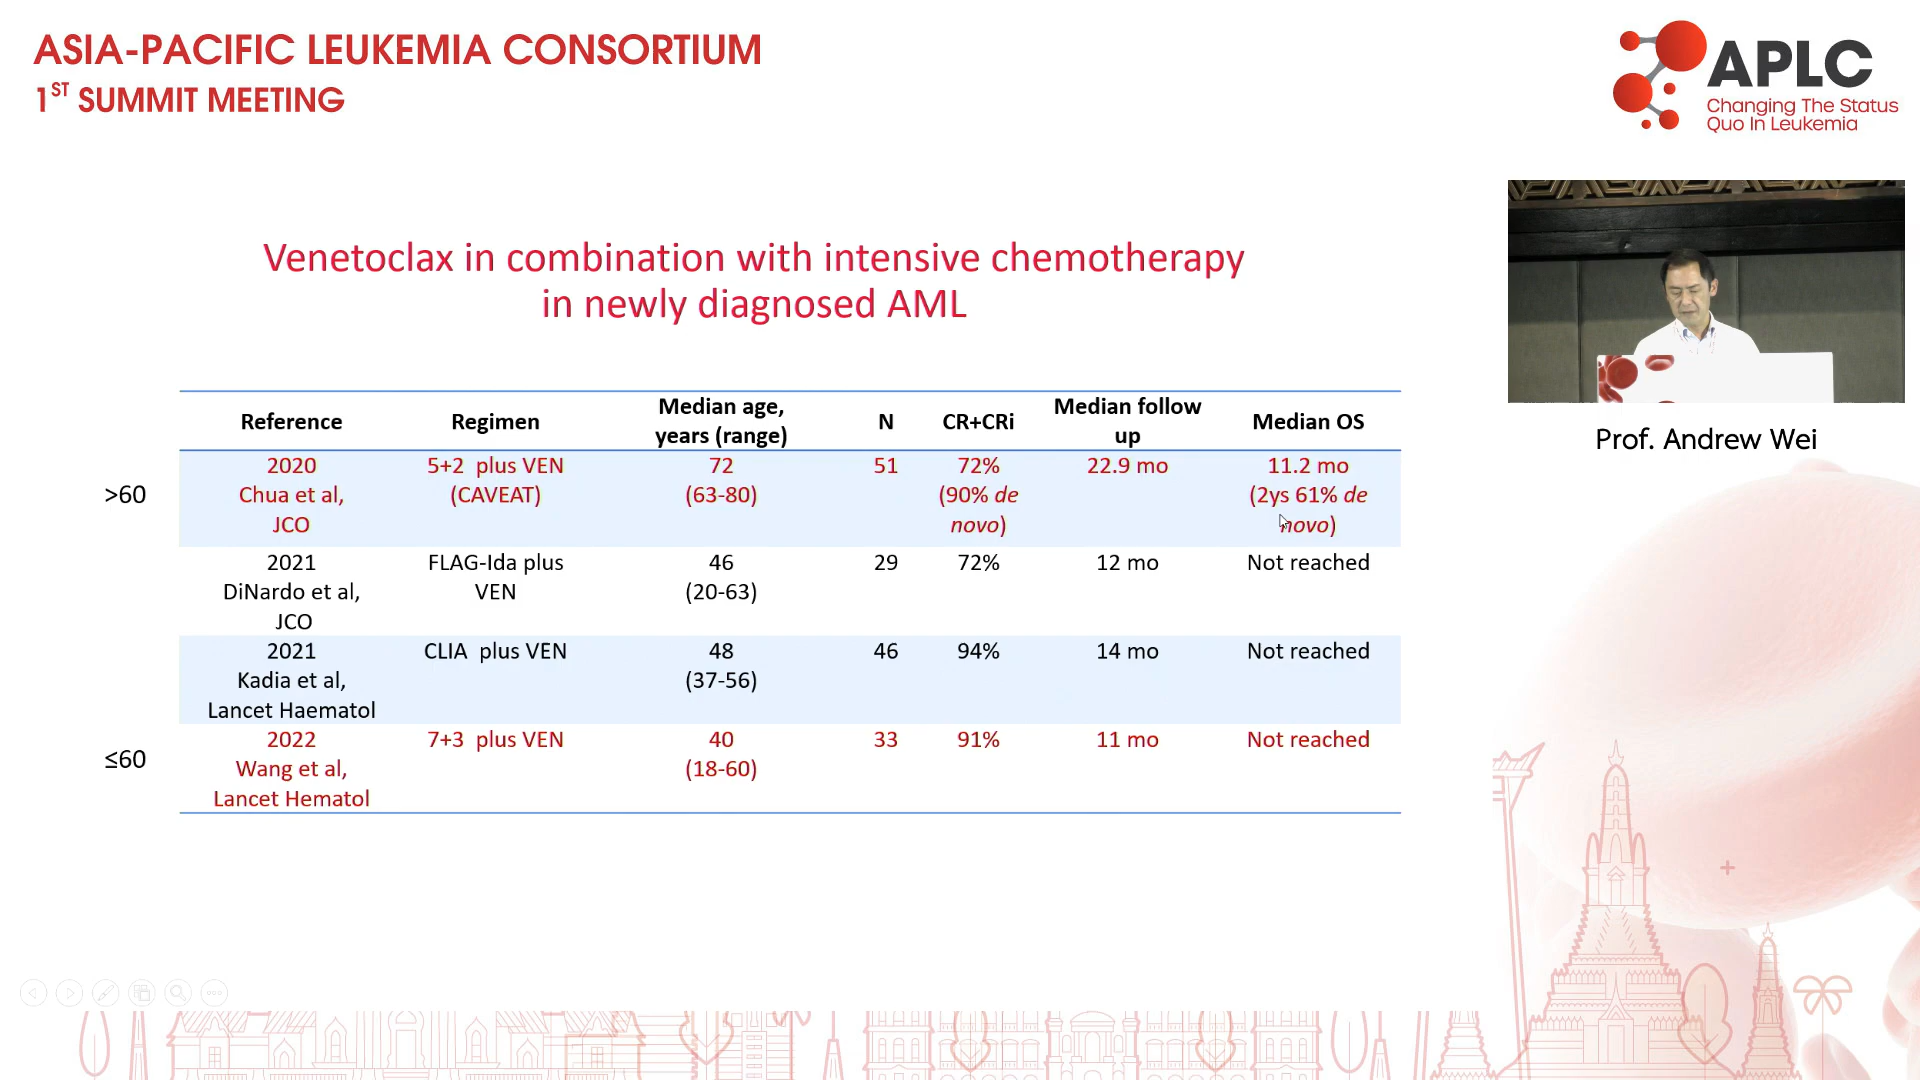 ASIA-PACIFIC LEUKEMIA CONSORTIUM
1ST SUMMIT MEETING
APLC
Changing The Status
Quo In Leukemia
Venetoclax in combination with intensive chemotherapy
in newly diagnosed AML
Prof. Andrew Wei
Reference Regimen Median age, years (range) N CR+CRi Median follow up Median OS
>60
2020 5+2 plus VEN 72 51 72% 22.9 mo 11.2 mo
Chua et al, (CAVEAT) (63-80) (90% de (2ys 61% de
JCO novo) novo)
2021 FLAG-Ida plus 46 29 72% 12 mo Not reached
DiNardo et al, VEN (20-63)
JCO
2021 CLIA plus VEN 48 46 94% 14 mo Not reached
Kadia et al, (37-56)
Lancet Haematol
≤60
2022 7+3 plus VEN 40 33 91% 11 mo Not reached
Wang et al, (18-60)
Lancet Hematol